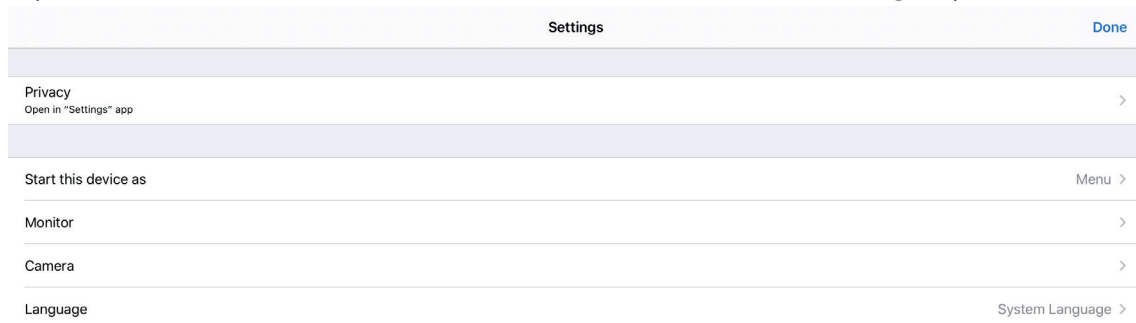 Settings
Done
Privacy
Open in "Settings" app
Start this device as
Menu
Monitor
Camera
Language
System Language